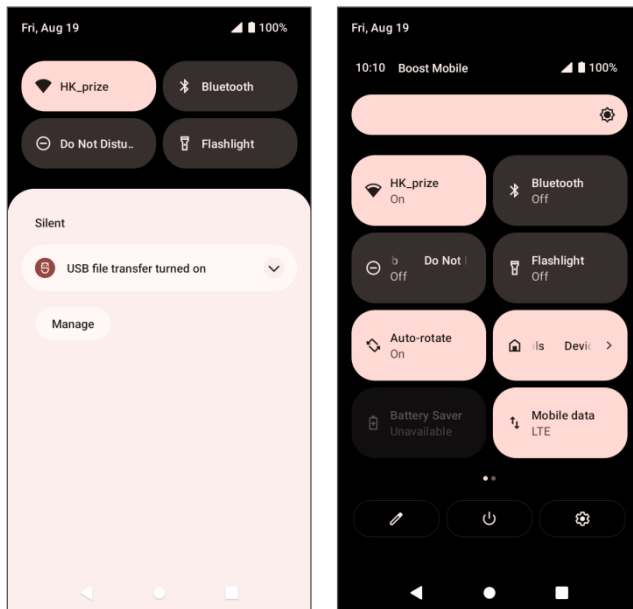 Fri, Aug 19 100%
HK_prize Bluetooth
Do Not Distu.. Flashlight
Silent
USB file transfer turned on
Manage
Fri, Aug 19
10:10 Boost Mobile 100%
HK_prize
On
Bluetooth
Off
b Do Not
Off
Flashlight
Off
Auto-rotate
On
ls Devic
Battery Saver
Unavailable
Mobile data
LTE